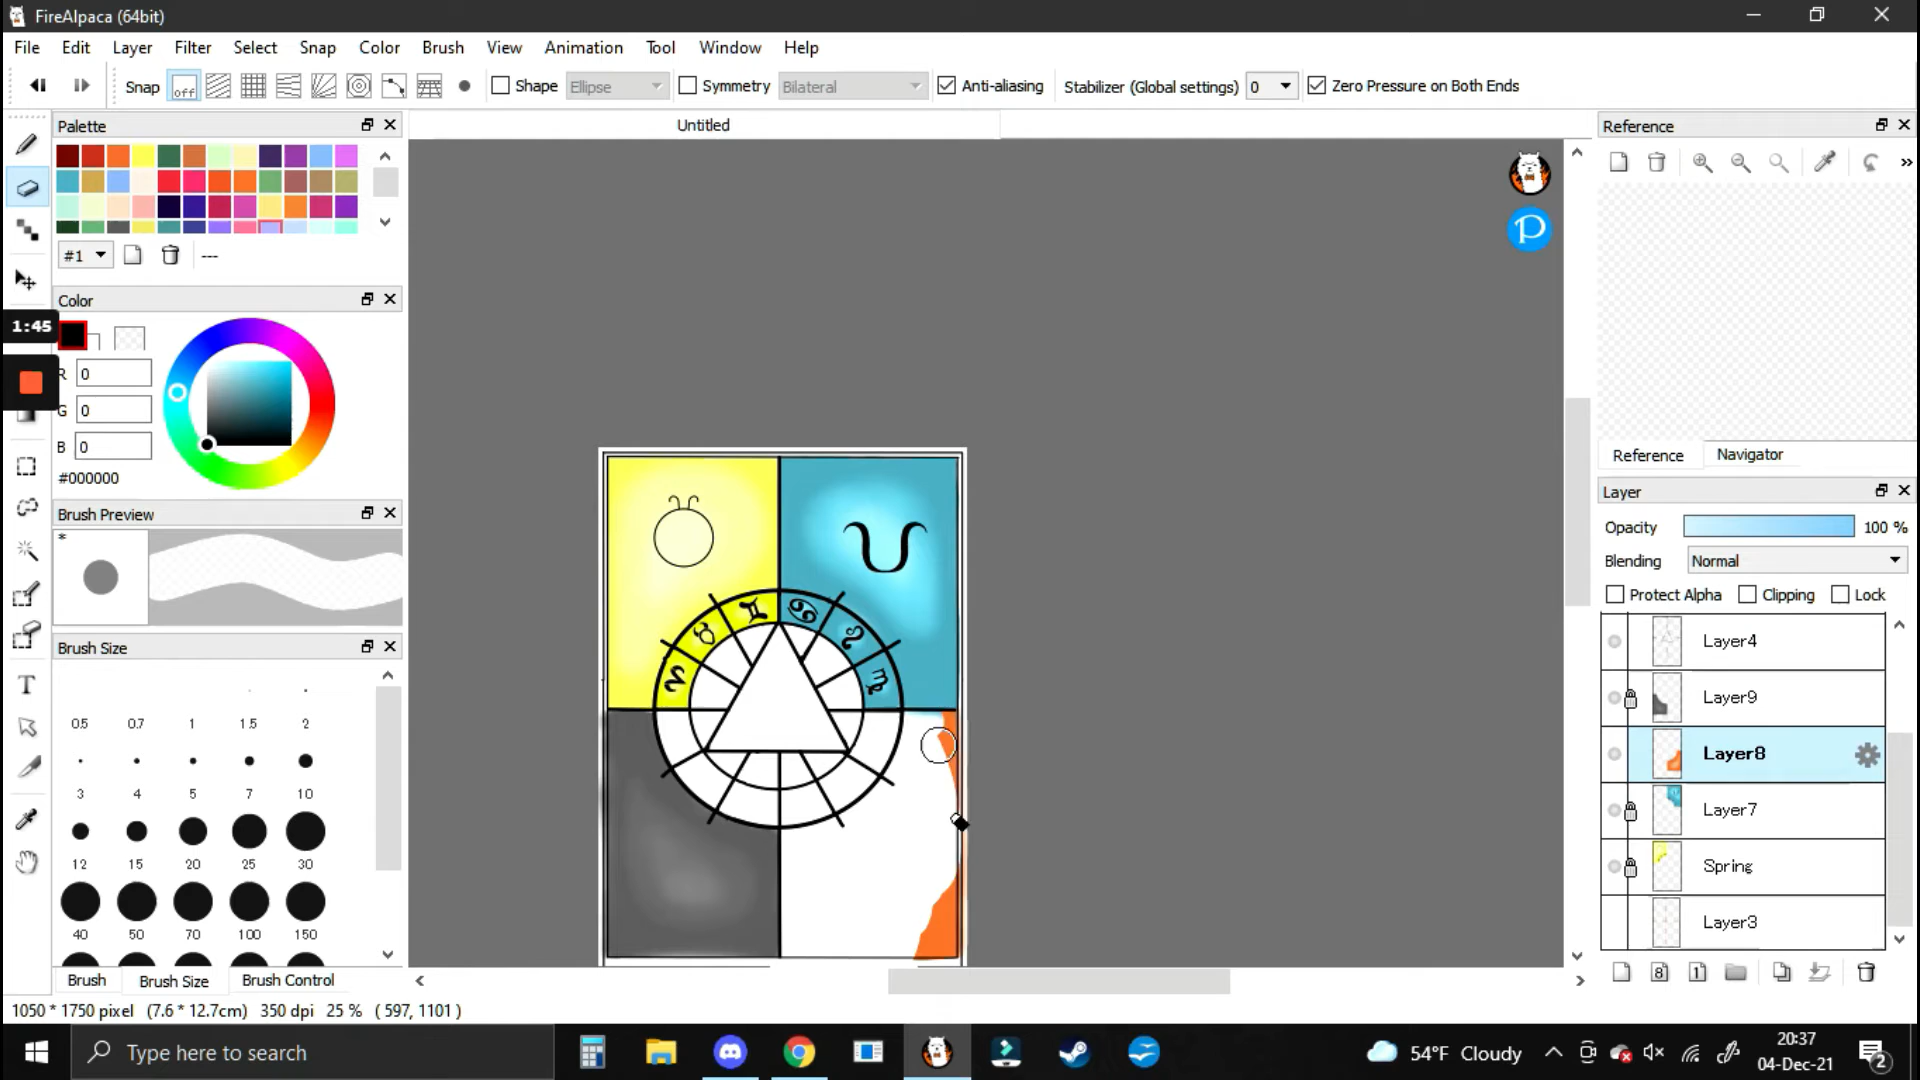 FireAlpaca (64bit)
File Edit Layer Filter Select Snap Color Brush View Animation Tool Window Help
Snap off Shape Ellipse Symmetry Bilateral Anti-aliasing Stabilizer (Global settings) 0 Zero Pressure on Both Ends
Palette
Untitled
Reference
#1 ---
Color
1:45
R 0
G 0
B 0
#000000
Brush Preview
*
Brush Size
0.5 0.7 1 1.5 2
3 4 5 7 10
12 15 20 25 30
40 50 70 100 150
Brush Brush Size Brush Control
P
♊ ♋
♉ ♌
♈ ♍
Reference Navigator
Layer
Opacity 100 %
Blending Normal
Protect Alpha Clipping Lock
Layer4
Layer9
Layer8
Layer7
Spring
Layer3
8 1
1050 * 1750 pixel (7.6 * 12.7cm) 350 dpi 25 % ( 597, 1101 )
Type here to search
54°F Cloudy
20:37
04-Dec-21
2